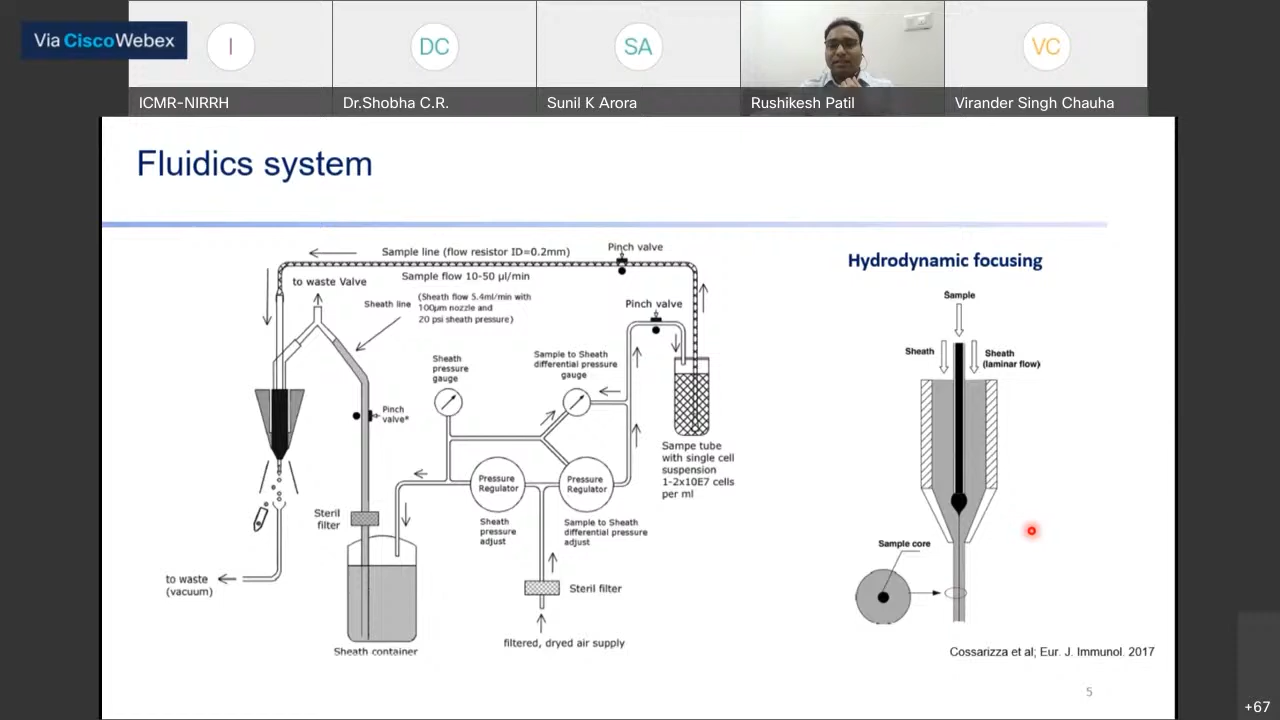 Via CiscoWebex
I
DC
SA
VC
ICMR-NIRRH
Dr.Shobha C.R.
Sunil K Arora
Rushikesh Patil
Virander Singh Chauha
Fluidics system
Sample line (flow resistor ID=0.2mm)
Pinch valve
Sample flow 10-50 µl/min
to waste Valve
Sheath line
(Sheath flow 5.4ml/min with
100µm nozzle and
20 psi sheath pressure)
Pinch valve
Sheath
pressure
gauge
Sample to Sheath
differential pressure
gauge
Pinch
valve*
Sampe tube
with single cell
suspension
1-2x10E7 cells
per ml
Pressure
Regulator
Pressure
Regulator
Steril
filter
Sheath
pressure
adjust
Sample to Sheath
differential pressure
adjust
to waste
(vacuum)
Steril filter
filtered, dryed air supply
Sheath container
Hydrodynamic focusing
Sample
Sheath
Sheath
(laminar flow)
Sample core
Cossarizza et al; Eur. J. Immunol. 2017
5
+67